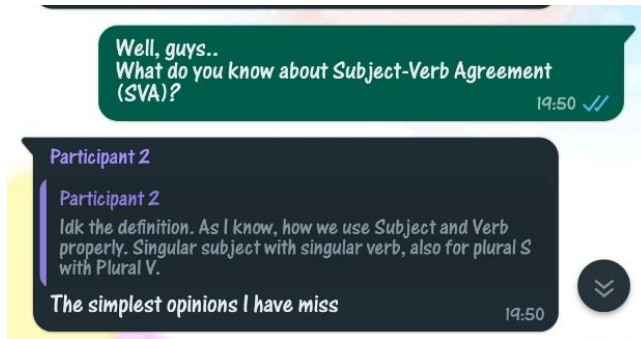 Well, guys..
What do you know about Subject-Verb Agreement
(SVA)?
19:50
Participant 2
Participant 2
Idk the definition. As I know, how we use Subject and Verb
properly. Singular subject with singular verb, also for plural S
with Plural V.
The simplest opinions I have miss
19:50